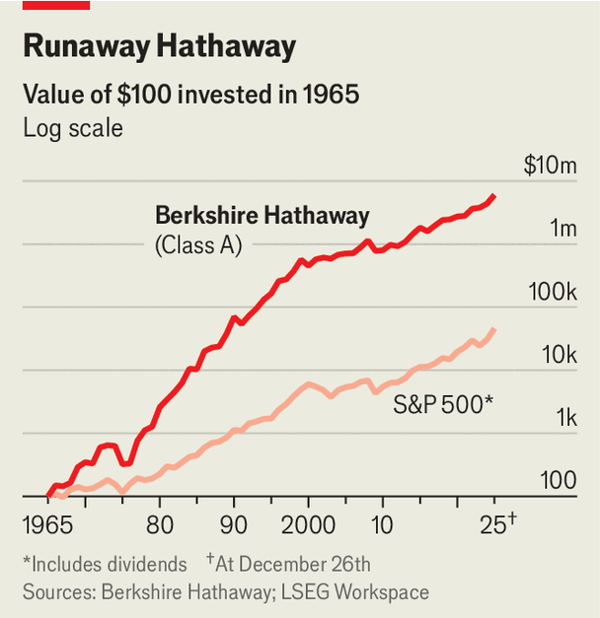 Runaway Hathaway
Value of $100 invested in 1965
Log scale
$10m
Berkshire Hathaway
(Class A)
1m
100k
10k
S&P 500*
1k
100
1965 80 90 2000 10 25†
*Includes dividends †At December 26th
Sources: Berkshire Hathaway; LSEG Workspace